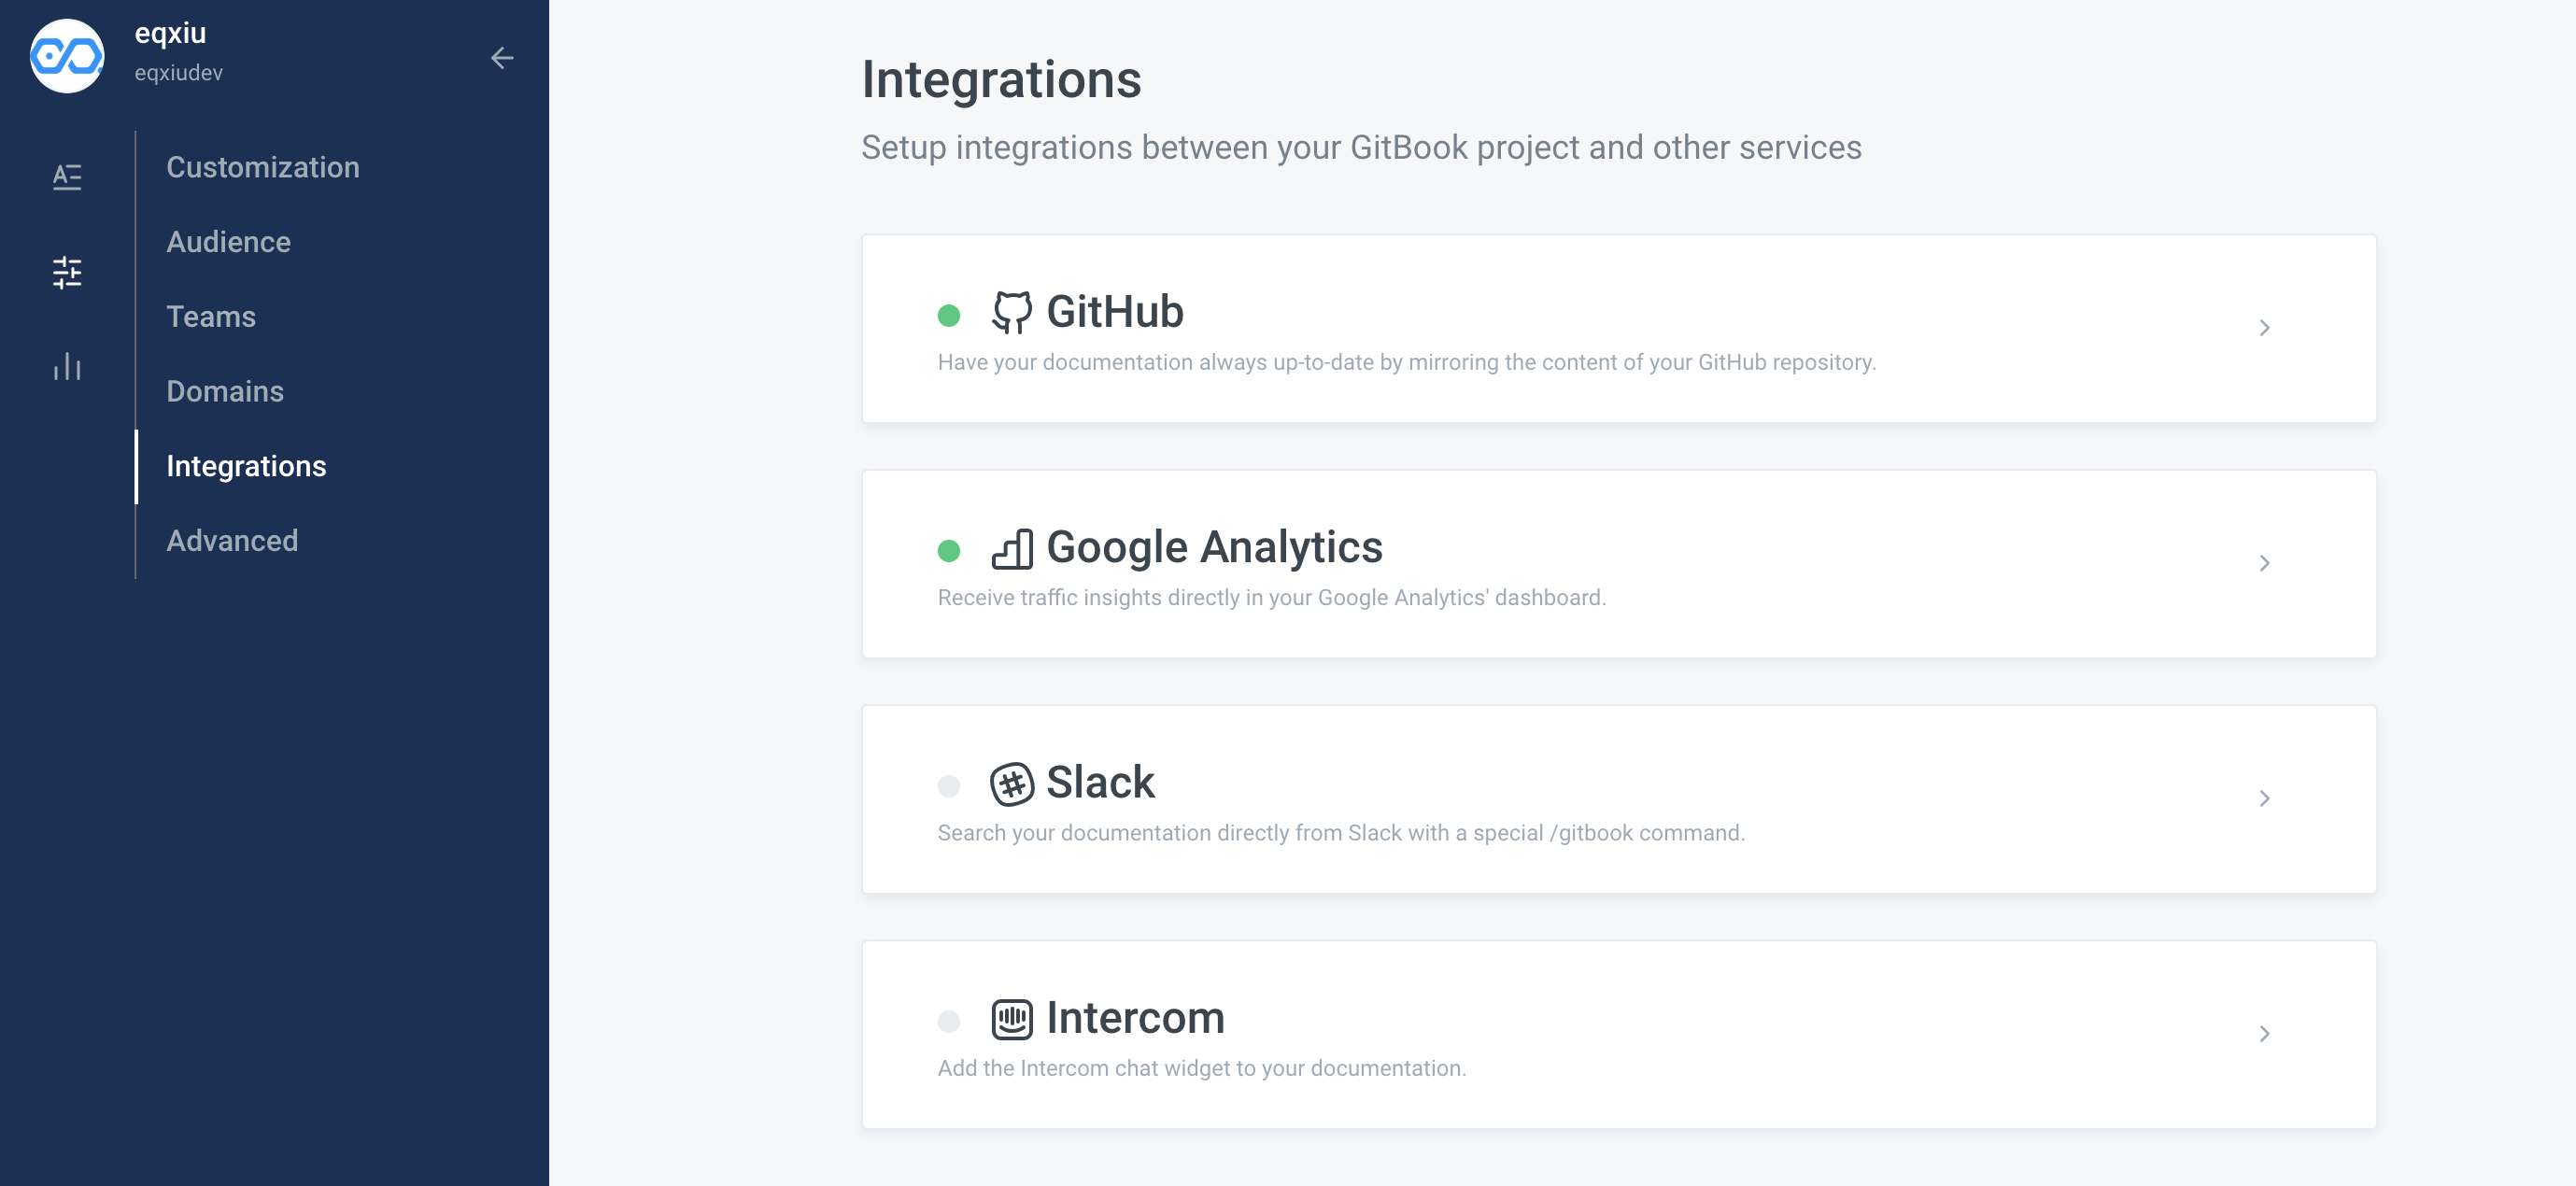 eqxiu
eqxiudev
Customization
Audience
Teams
Domains
Integrations
Advanced
Integrations
Setup integrations between your GitBook project and other services
GitHub
Have your documentation always up-to-date by mirroring the content of your GitHub repository.
Google Analytics
Receive traffic insights directly in your Google Analytics' dashboard.
Slack
Search your documentation directly from Slack with a special /gitbook command.
Intercom
Add the Intercom chat widget to your documentation.